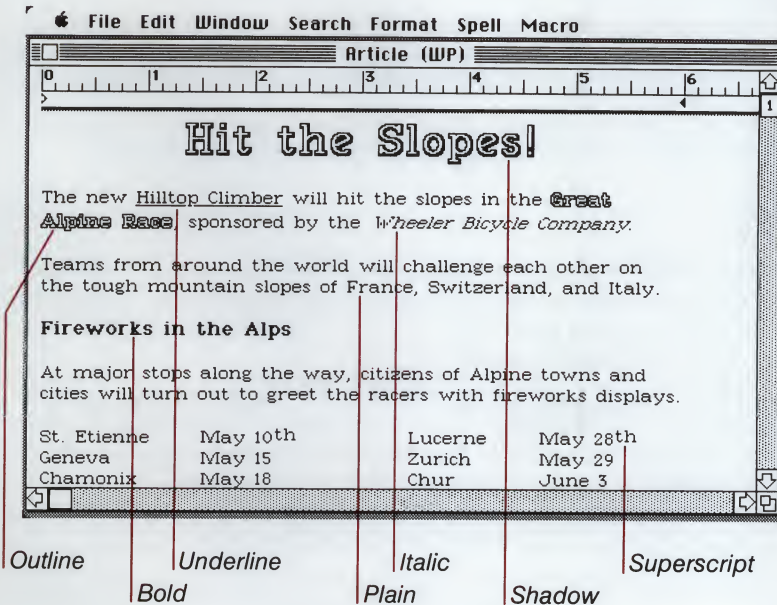 File Edit Window Search Format Spell Macro
Article (WP)
0 1 2 3 4 5 6
1
Hit the Slopes!
The new Hilltop Climber will hit the slopes in the Great
Alpine Race, sponsored by the Wheeler Bicycle Company.
Teams from around the world will challenge each other on
the tough mountain slopes of France, Switzerland, and Italy.
Fireworks in the Alps
At major stops along the way, citizens of Alpine towns and
cities will turn out to greet the racers with fireworks displays.
St. Etienne May 10th Lucerne May 28th
Geneva May 15 Zurich May 29
Chamonix May 18 Chur June 3
Outline Underline Italic Superscript
Bold Plain Shadow